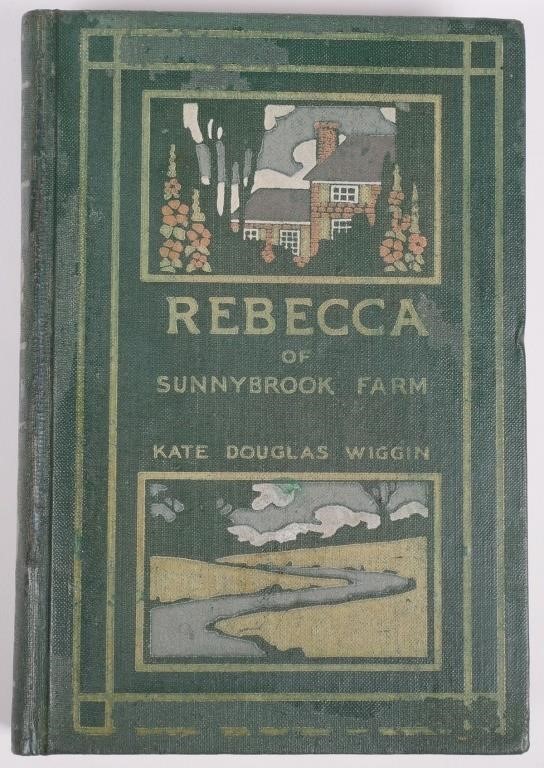 REBECCA
OF
SUNNYBROOK FARM
KATE DOUGLAS WIGGIN